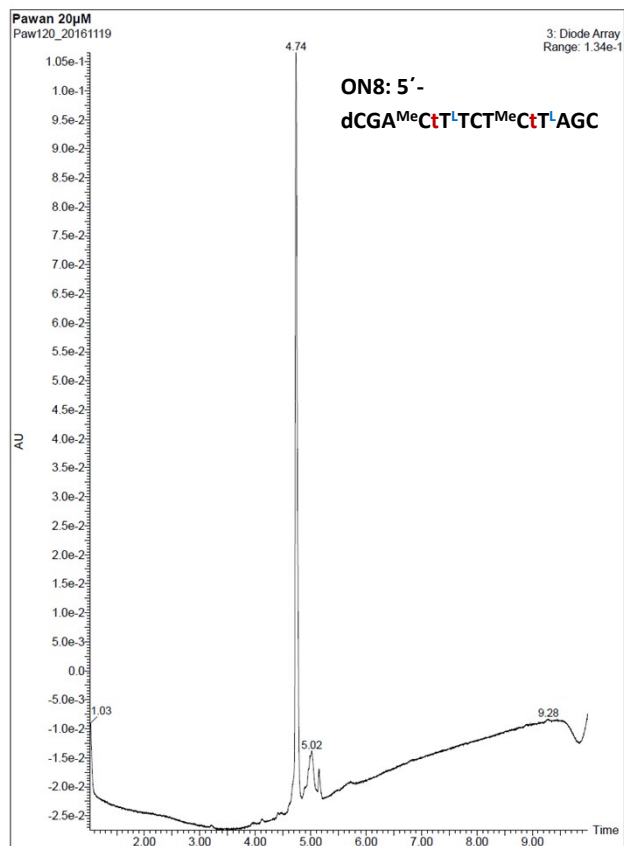 Pawan 20µM
Paw120_20161119
3: Diode Array
Range: 1.34e-1
4.74
ON8: 5´-
dCGAᴹᵉCtTᴸTCTᴹᵉCtTᴸAGC
1.05e-1
1.0e-1
9.5e-2
9.0e-2
8.5e-2
8.0e-2
7.5e-2
7.0e-2
6.5e-2
6.0e-2
5.5e-2
5.0e-2
4.5e-2
4.0e-2
AU
3.5e-2
3.0e-2
2.5e-2
2.0e-2
1.5e-2
1.0e-2
5.0e-3
0.0
-5.0e-3
1.03
9.28
-1.0e-2
5.02
-1.5e-2
-2.0e-2
-2.5e-2
Time
2.00 3.00 4.00 5.00 6.00 7.00 8.00 9.00